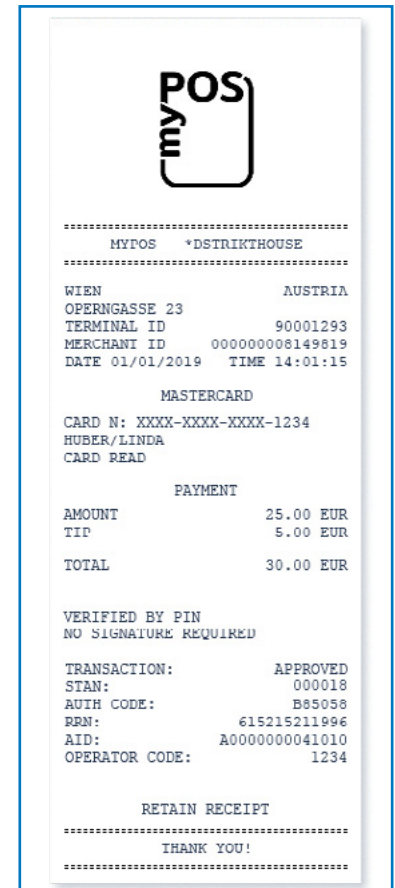 myPOS
MYPOS *DSTRIKTHOUSE
WIEN AUSTRIA
OPERNGASSE 23
TERMINAL ID 90001293
MERCHANT ID 000000008149819
DATE 01/01/2019 TIME 14:01:15
MASTERCARD
CARD N: XXXX-XXXX-XXXX-1234
HUBER/LINDA
CARD READ
PAYMENT
AMOUNT 25.00 EUR
TIP 5.00 EUR
TOTAL 30.00 EUR
VERIFIED BY PIN
NO SIGNATURE REQUIRED
TRANSACTION: APPROVED
STAN: 000018
AUTH CODE: B85058
RRN: 615215211996
AID: A0000000041010
OPERATOR CODE: 1234
RETAIN RECEIPT
THANK YOU!